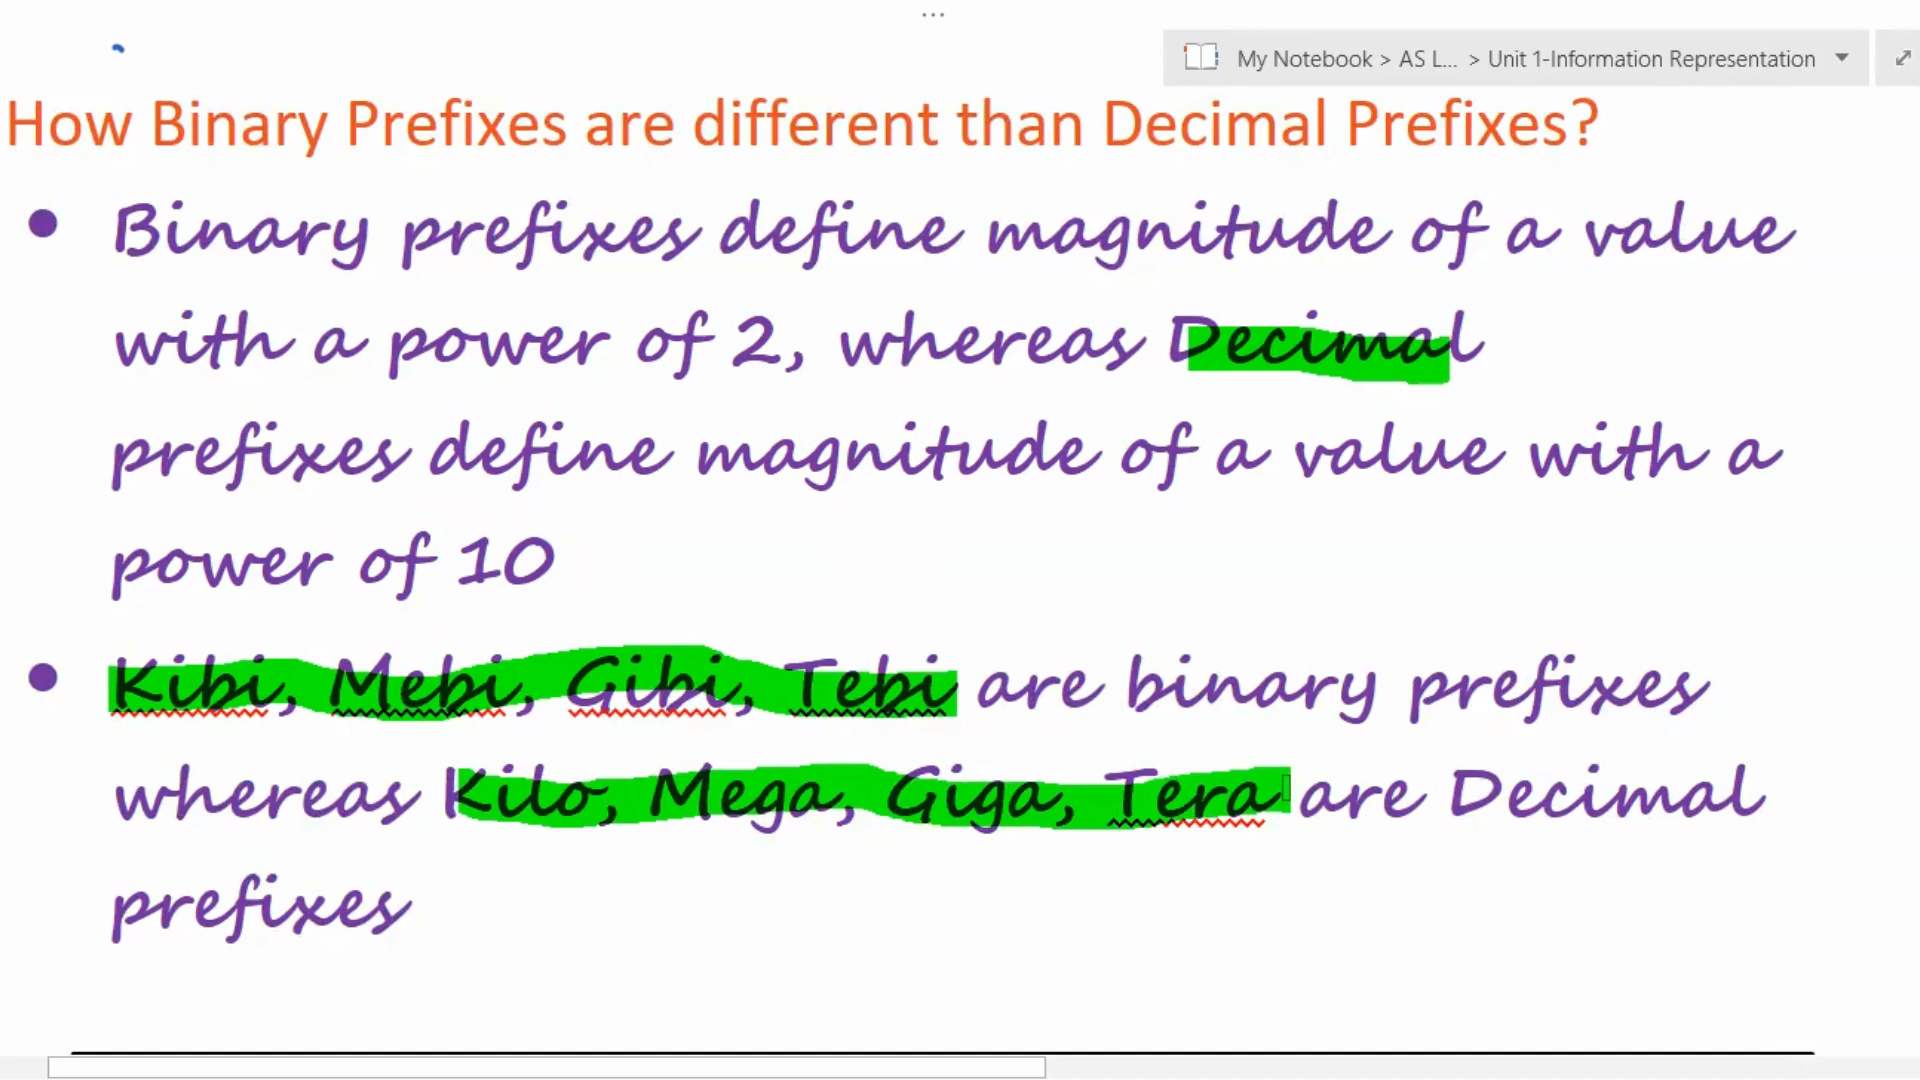 ...
My Notebook > AS L... > Unit 1-Information Representation
How Binary Prefixes are different than Decimal Prefixes?
• Binary prefixes define magnitude of a value
with a power of 2, whereas Decimal
prefixes define magnitude of a value with a
power of 10
• Kibi, Mebi, Gibi, Tebi are binary prefixes
whereas Kilo, Mega, Giga, Tera are Decimal
prefixes